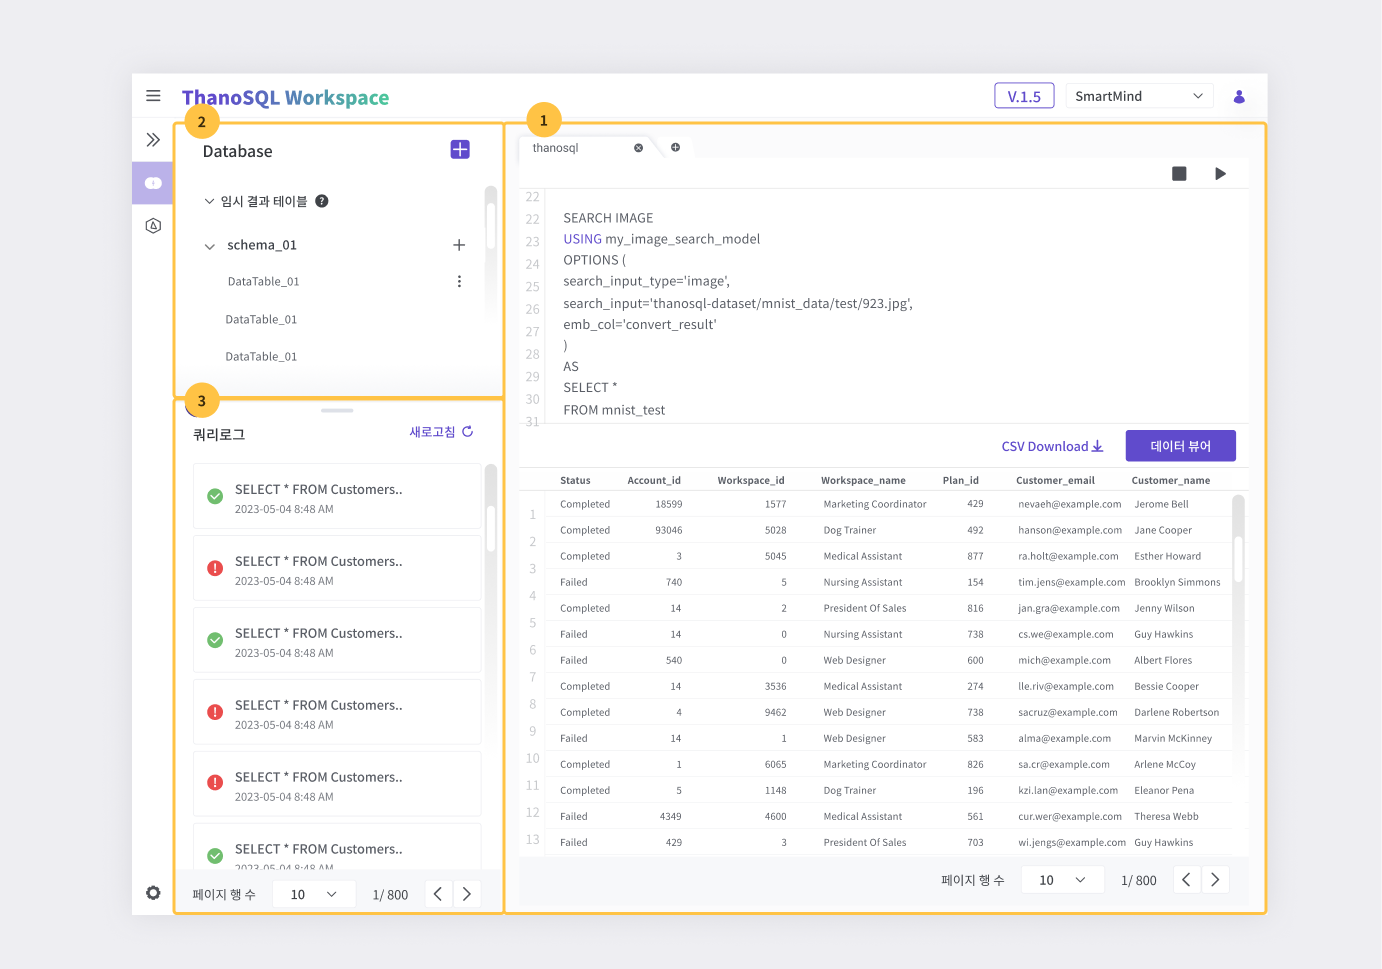 ThanoSQL Workspace
V.1.5
SmartMind
2
Database
임시 결과 테이블 ?
schema_01
DataTable_01
DataTable_01
DataTable_01
3
쿼리로그
새로고침
SELECT * FROM Customers..
2023-05-04 8:48 AM
SELECT * FROM Customers..
2023-05-04 8:48 AM
SELECT * FROM Customers..
2023-05-04 8:48 AM
SELECT * FROM Customers..
2023-05-04 8:48 AM
SELECT * FROM Customers..
2023-05-04 8:48 AM
SELECT * FROM Customers..
2023-05-04 8:48 AM
페이지 행 수 10 1/ 800
1
thanosql
22
22 SEARCH IMAGE
23 USING my_image_search_model
24 OPTIONS (
25 search_input_type='image',
26 search_input='thanosql-dataset/mnist_data/test/923.jpg',
27 emb_col='convert_result'
28 )
29 AS
30 SELECT *
31 FROM mnist_test
CSV Download
데이터 뷰어
Status Account_id Workspace_id Workspace_name Plan_id Customer_email Customer_name
Completed 18599 1577 Marketing Coordinator 429 nevaeh@example.com Jerome Bell
1 Completed 93046 5028 Dog Trainer 492 hanson@example.com Jane Cooper
2 Completed 3 5045 Medical Assistant 877 ra.holt@example.com Esther Howard
3 Failed 740 5 Nursing Assistant 154 tim.jens@example.com Brooklyn Simmons
4 Completed 14 2 President Of Sales 816 jan.gra@example.com Jenny Wilson
5 Failed 14 0 Nursing Assistant 738 cs.we@example.com Guy Hawkins
6 Failed 540 0 Web Designer 600 mich@example.com Albert Flores
7 Completed 14 3536 Medical Assistant 274 lle.riv@example.com Bessie Cooper
8 Completed 4 9462 Web Designer 738 sacruz@example.com Darlene Robertson
9 Failed 14 1 Web Designer 583 alma@example.com Marvin McKinney
10 Completed 1 6065 Marketing Coordinator 826 sa.cr@example.com Arlene McCoy
11 Completed 5 1148 Dog Trainer 196 kzi.lan@example.com Eleanor Pena
12 Failed 4349 4600 Medical Assistant 561 cur.wer@example.com Theresa Webb
13 Failed 429 3 President Of Sales 703 wi.jengs@example.com Guy Hawkins
페이지 행 수 10 1/ 800